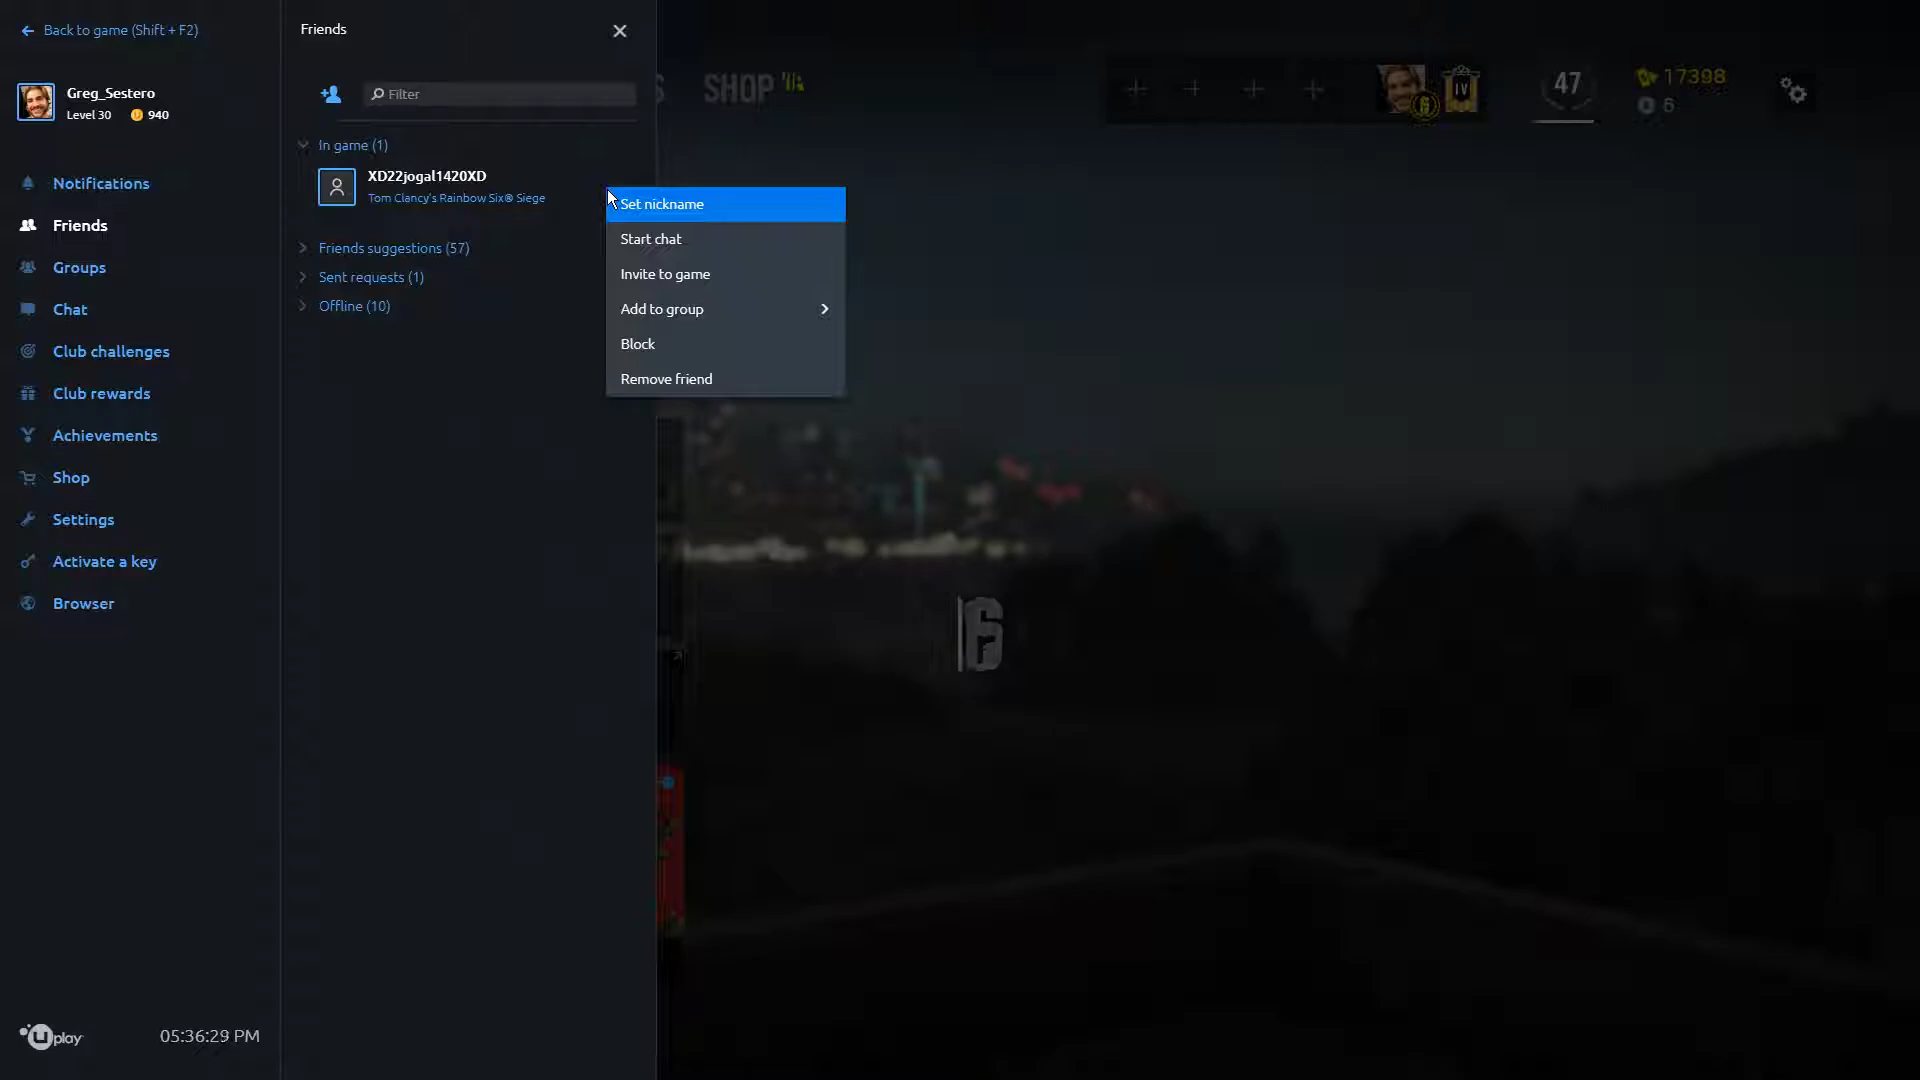 Back to game (Shift + F2)
Friends
Greg_Sestero
Level 30 940
Filter
SHOP
IV
47
17398
6
In game (1)
XD22jogal1420XD
Tom Clancy's Rainbow Six® Siege
Notifications
Friends
Groups
Chat
Club challenges
Club rewards
Achievements
Shop
Settings
Activate a key
Browser
Friends suggestions (57)
Sent requests (1)
Offline (10)
Set nickname
Start chat
Invite to game
Add to group
Block
Remove friend
6
uplay
05:36:29 PM